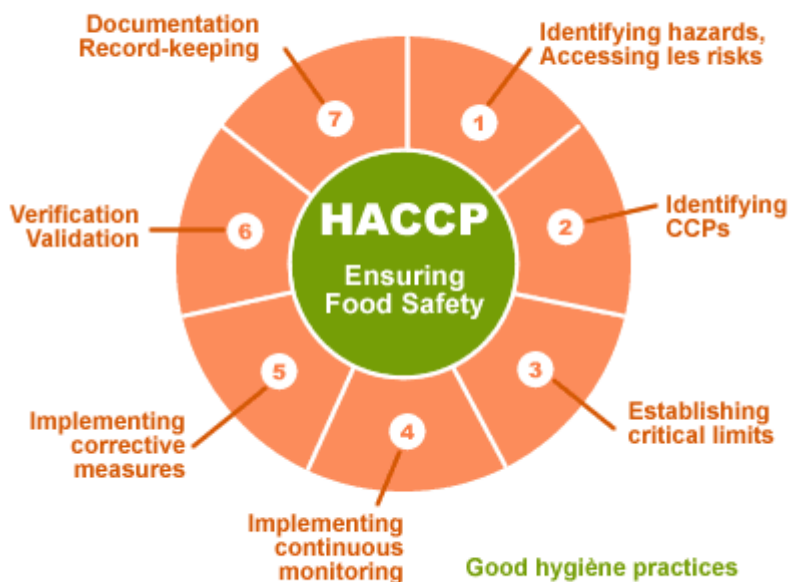 Identifying hazards,
Accessing les risks
1
Identifying
CCPs
2
Establishing
critical limits
3
Implementing
continuous
monitoring
4
Implementing
corrective
measures
5
Verification
Validation
6
Documentation
Record-keeping
7
HACCP
Ensuring
Food Safety
Good hygiène practices